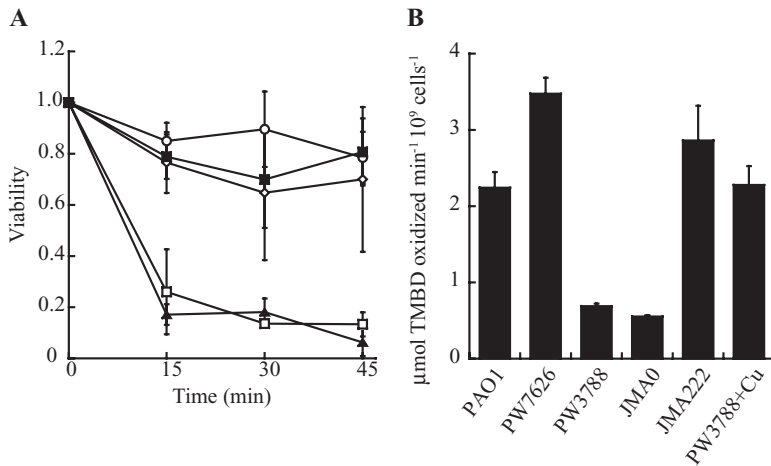 A
1.2
1.0
0.8
0.6
0.4
0.2
0
0 15 30 45
Viability
Time (min)
B
4
3
2
1
0
µmol TMBD oxidized min⁻¹ 10⁹ cells⁻¹
PAO1
PW7626
PW3788
JMA0
JMA222
PW3788+Cu